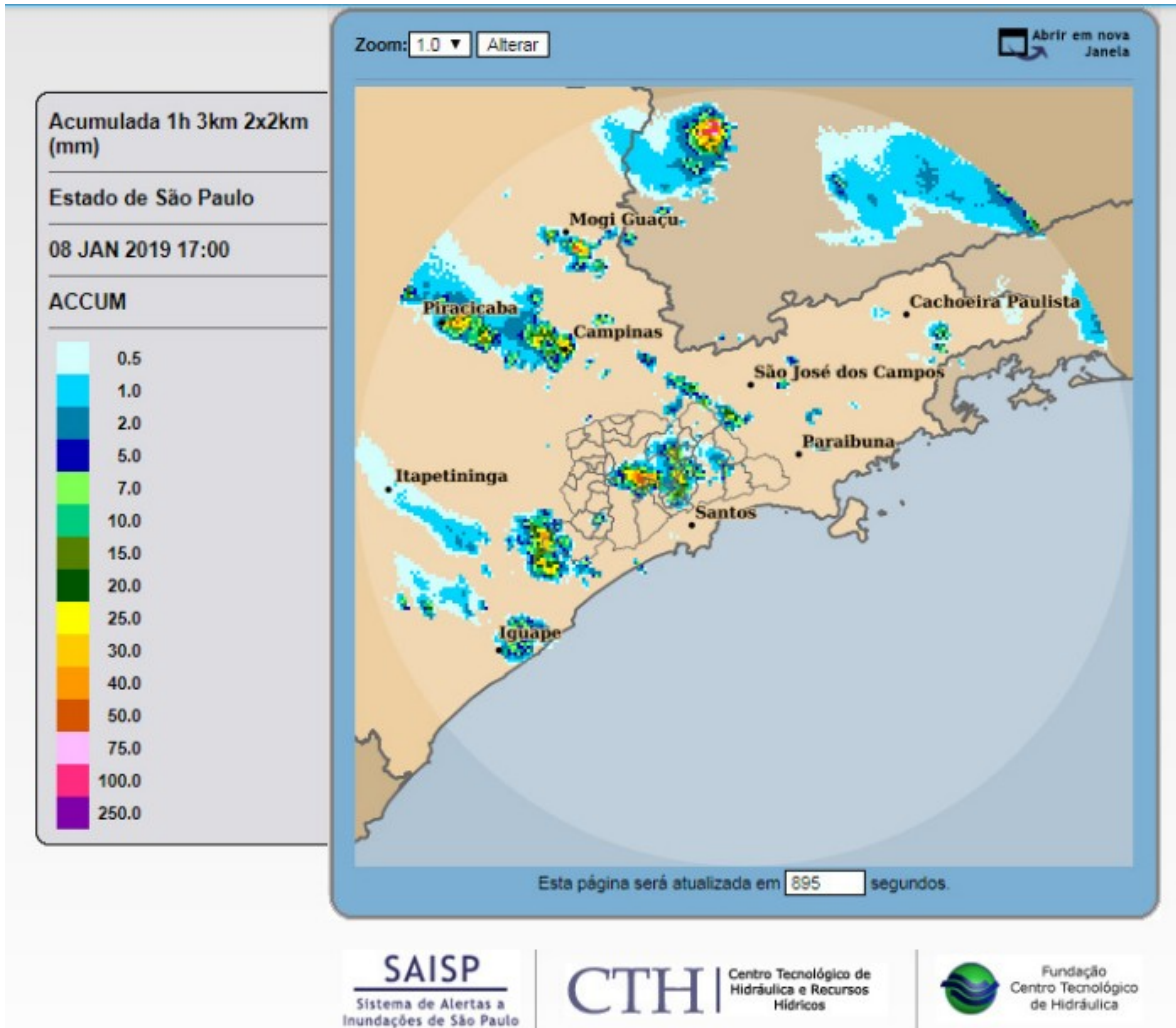 Zoom: 1.0 ▼ Alterar
Abrir em nova
Janela
Acumulada 1h 3km 2x2km
(mm)
Estado de São Paulo
08 JAN 2019 17:00
ACCUM
0.5
1.0
2.0
5.0
7.0
10.0
15.0
20.0
25.0
30.0
40.0
50.0
75.0
100.0
250.0
Mogi Guaçu
Piracicaba
Campinas
Cachoeira Paulista
São José dos Campos
Paraibuna
Itapetininga
Santos
Iguape
Esta página será atualizada em 895 segundos.
SAISP
Sistema de Alertas a
Inundações de São Paulo
CTH
Centro Tecnológico de
Hidráulica e Recursos
Hídricos
Fundação
Centro Tecnológico
de Hidráulica